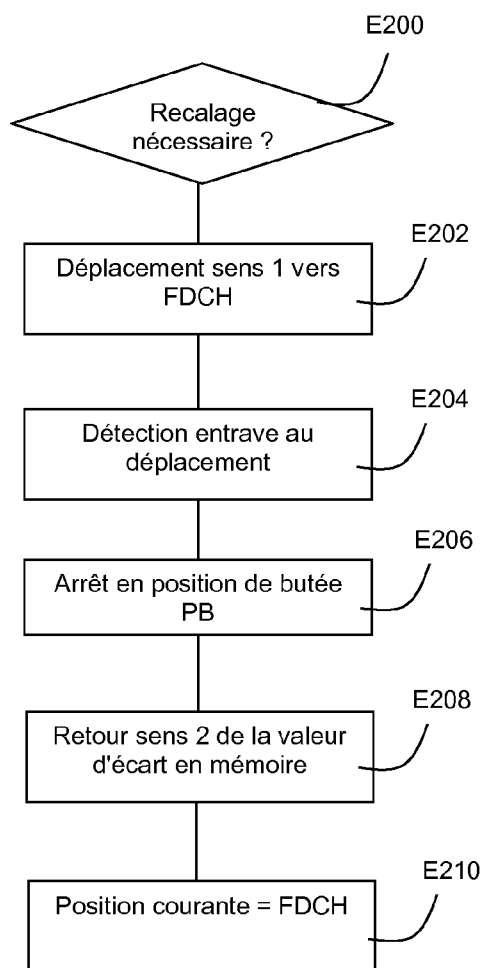 E200
Recalage
nécessaire ?
E202
Déplacement sens 1 vers
FDCH
E204
Détection entrave au
déplacement
E206
Arrêt en position de butée
PB
E208
Retour sens 2 de la valeur
d'écart en mémoire
E210
Position courante = FDCH